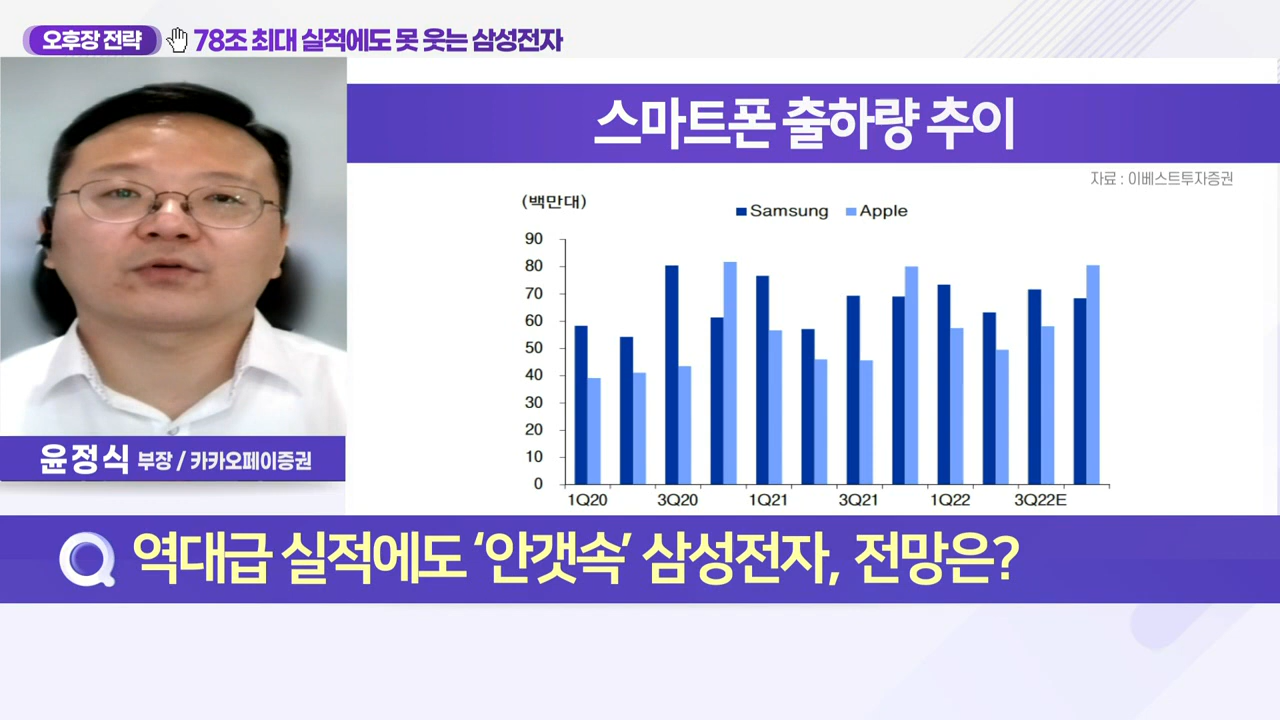 오후장 전략 78조 최대 실적에도 못 웃는 삼성전자
스마트폰 출하량 추이
자료 : 이베스트투자증권
(백만대)
Samsung Apple
90
80
70
60
50
40
30
20
10
0
1Q20 3Q20 1Q21 3Q21 1Q22 3Q22E
윤정식 부장 / 카카오페이증권
Q 역대급 실적에도 ‘안갯속’ 삼성전자, 전망은?